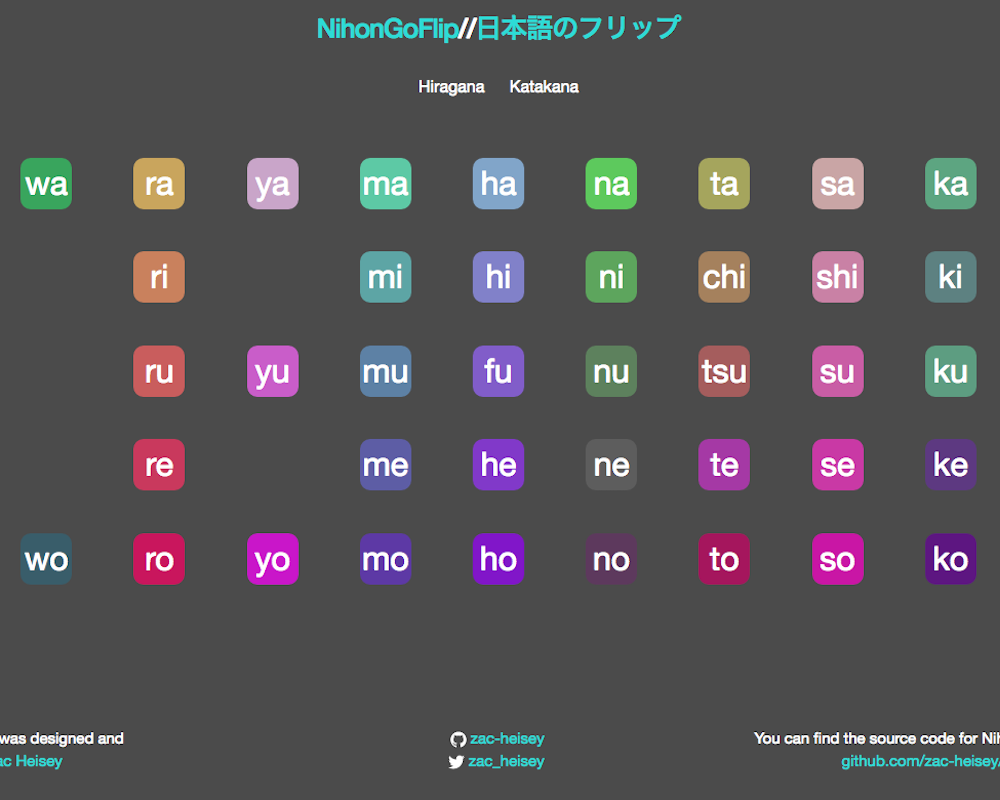 NihonGoFlip//日本語のフリップ
Hiragana Katakana
wa ra ya ma ha na ta sa ka
ri mi hi ni chi shi ki
ru yu mu fu nu tsu su ku
re me he ne te se ke
wo ro yo mo ho no to so ko
was designed and
ac Heisey
zac-heisey
zac_heisey
You can find the source code for Nih
github.com/zac-heisey/